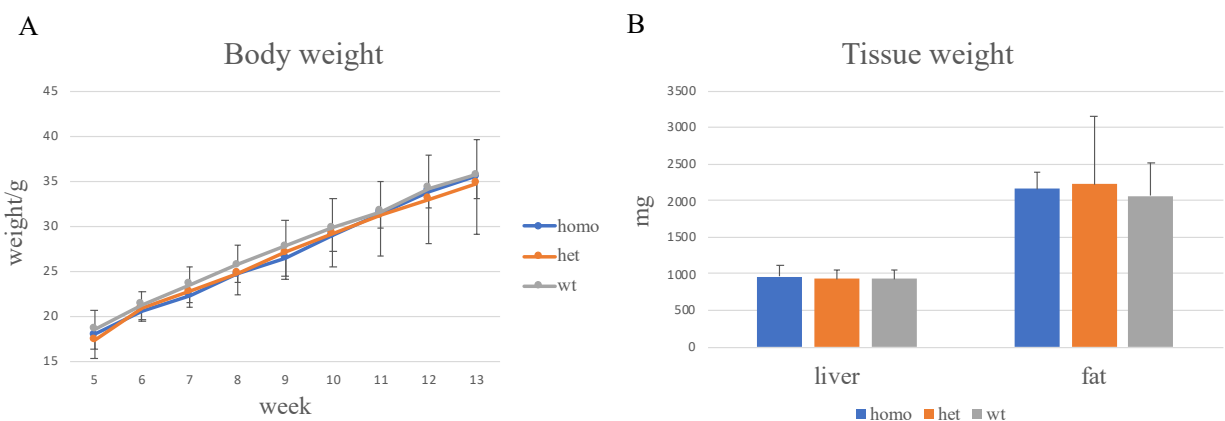 A
Body weight
45
40
35
30
25
20
15
weight/g
5 6 7 8 9 10 11 12 13
week
homo
het
wt
B
Tissue weight
3500
3000
2500
2000
1500
1000
500
0
mg
liver fat
homo het wt